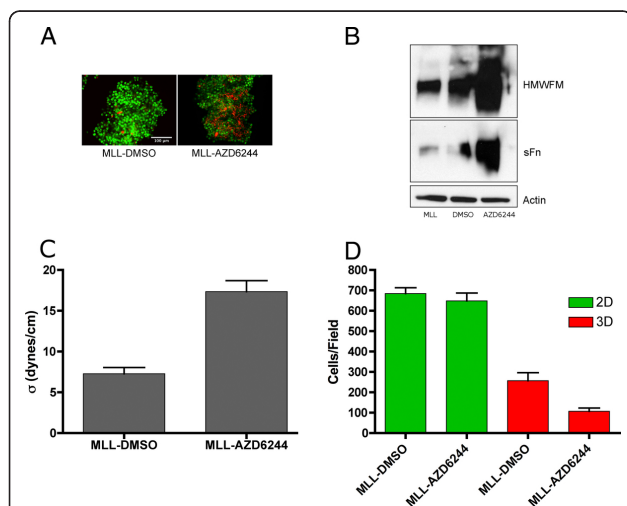 A
MLL-DMSO
MLL-AZD6244
100 µm
B
HMWFM
sFn
Actin
MLL DMSO AZD6244
C
σ (dynes/cm)
20
15
10
5
0
MLL-DMSO
MLL-AZD6244
D
Cells/Field
800
700
600
500
400
300
200
100
0
2D
3D
MLL-DMSO
MLL-AZD6244
MLL-DMSO
MLL-AZD6244